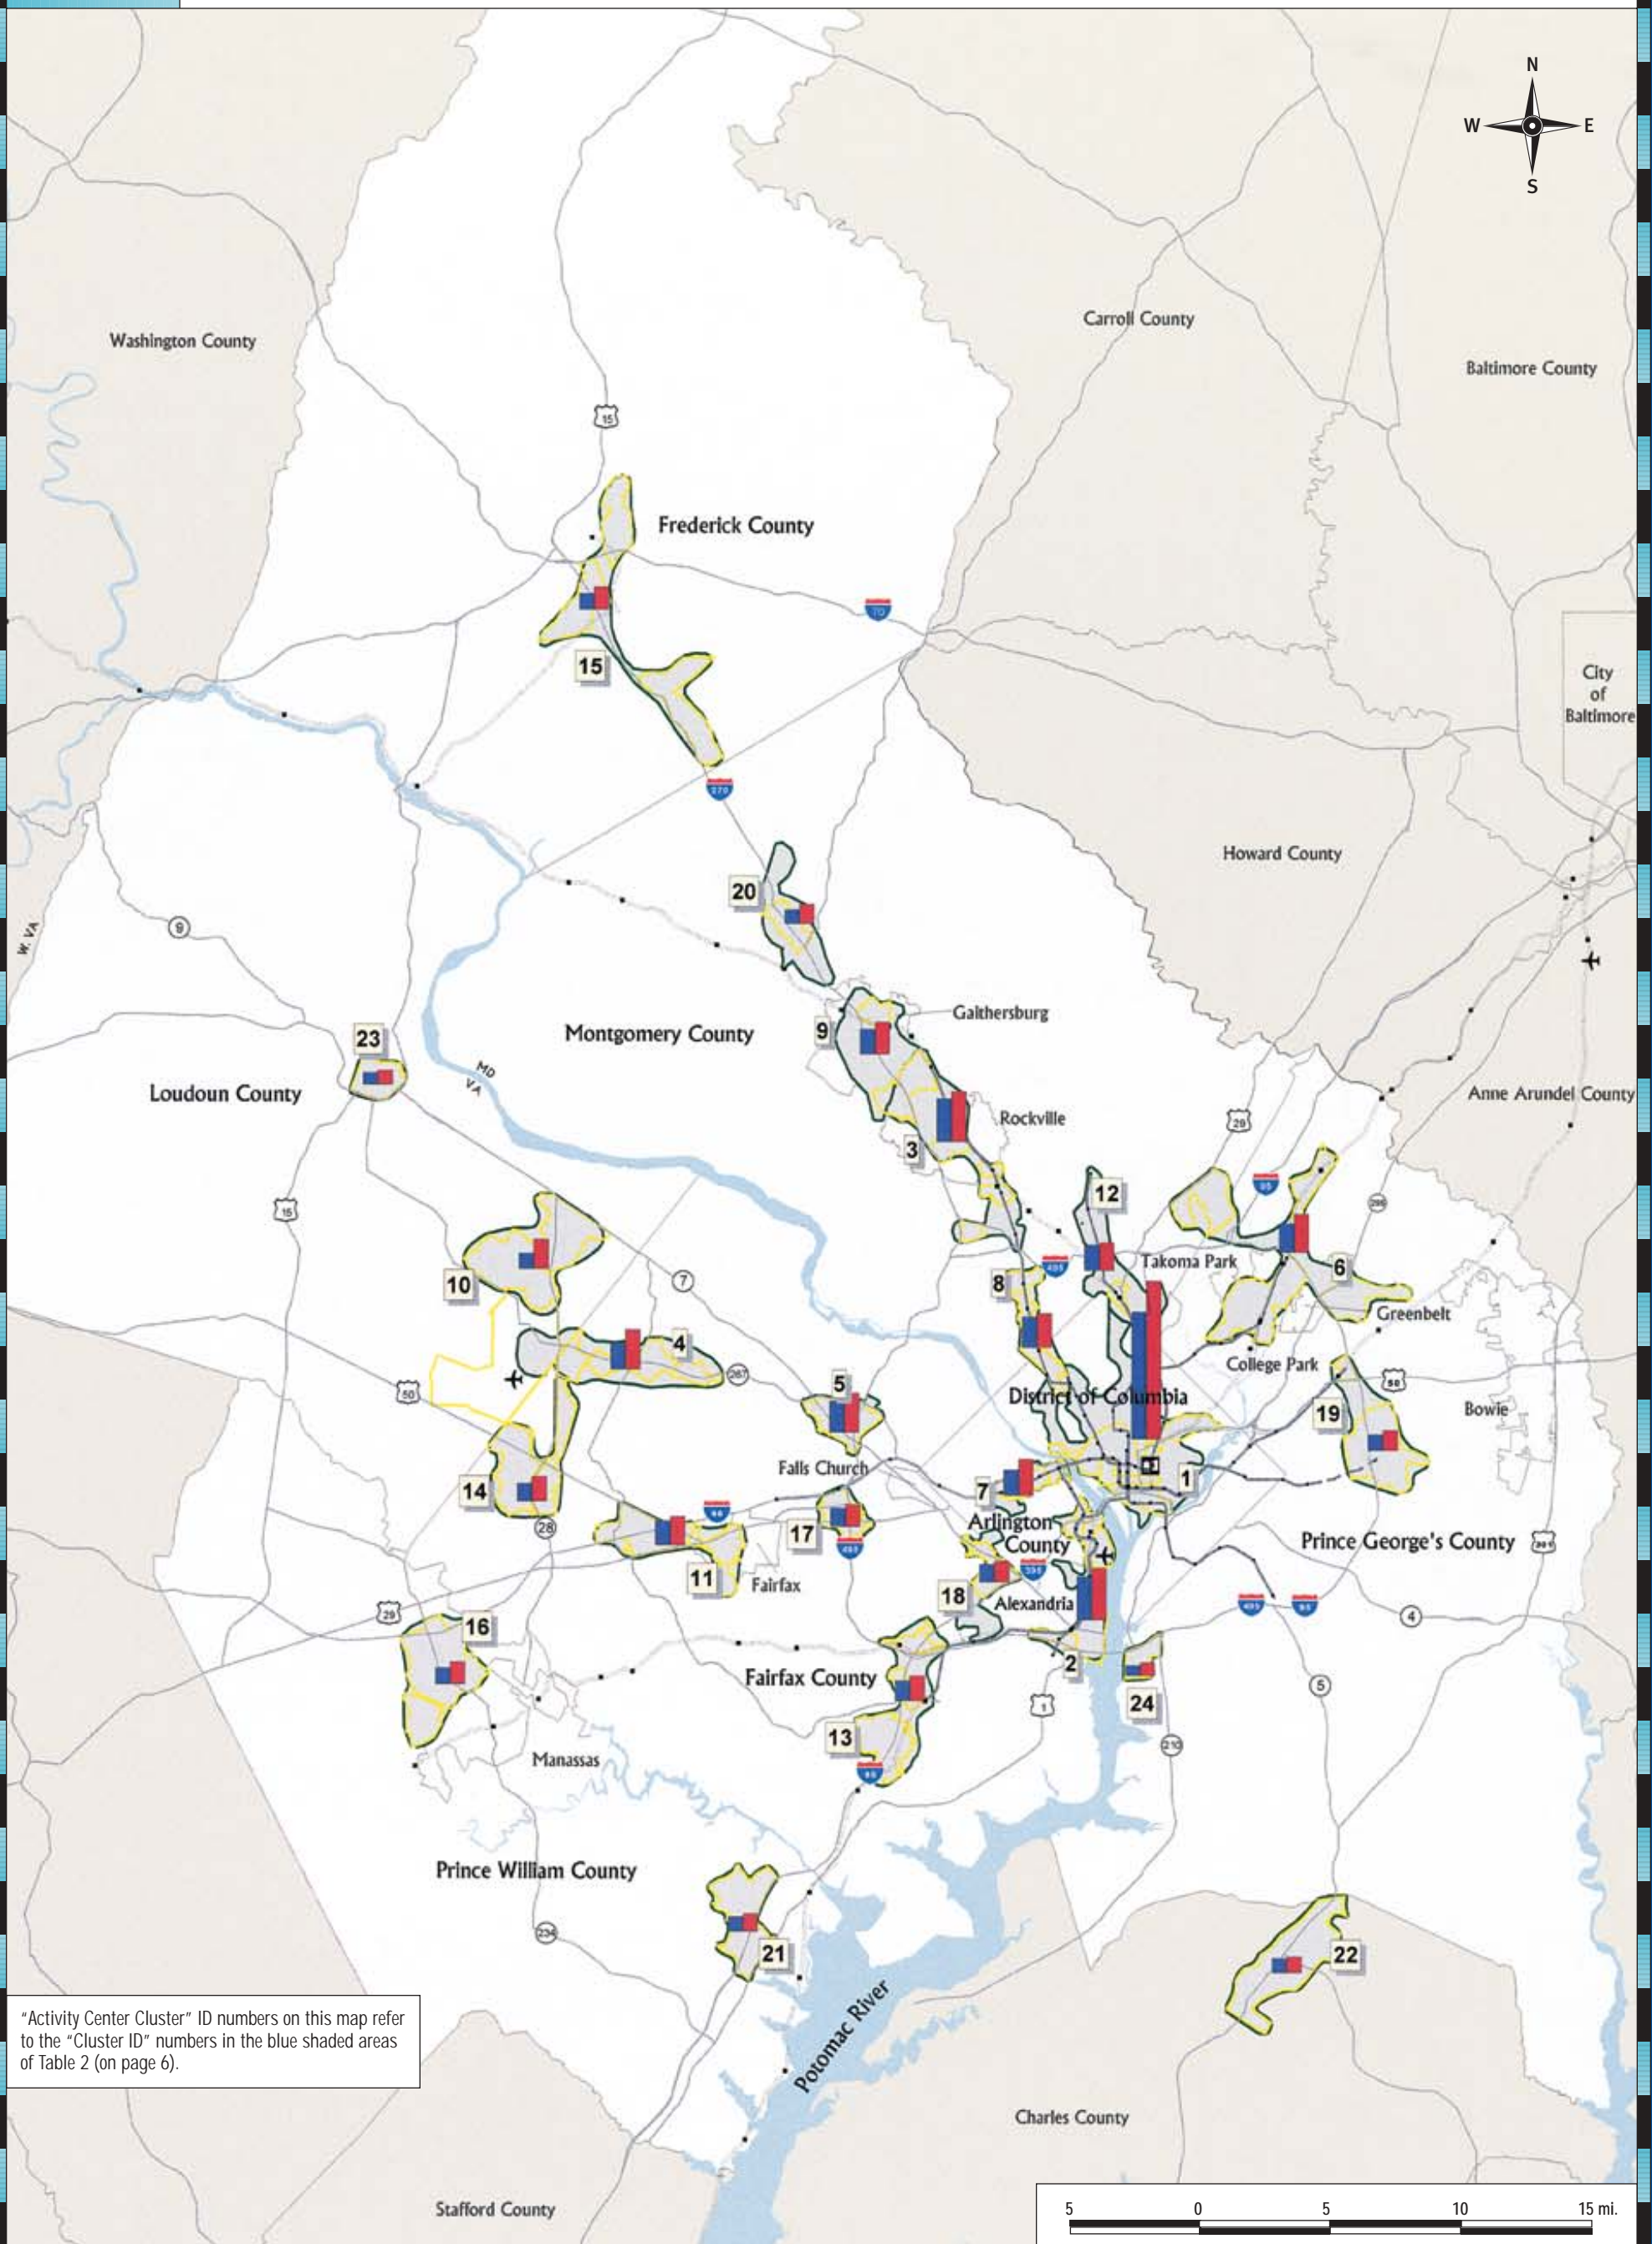 N
W E
S
Washington County
Carroll County
Baltimore County
15
Frederick County
70
15
City
of
Baltimore
270
Howard County
20
9
W. VA
Gaithersburg
Montgomery County
9
23
MD
VA
Loudoun County
Anne Arundel County
Rockville
29
3
12
95
15
295
Takoma Park
6
10
8
495
7
Greenbelt
4
College Park
267
50
50
5
District of Columbia
19
Bowie
Falls Church
1
14
7
66
28
17
Arlington
County
Prince George's County
301
495
395
11
Fairfax
18
Alexandria
495
95
4
29
16
2
Fairfax County
5
24
1
13
210
Manassas
95
Prince William County
234
21
22
Potomac River
"Activity Center Cluster" ID numbers on this map refer
to the "Cluster ID" numbers in the blue shaded areas
of Table 2 (on page 6).
Charles County
Stafford County
5 0 5 10 15 mi.